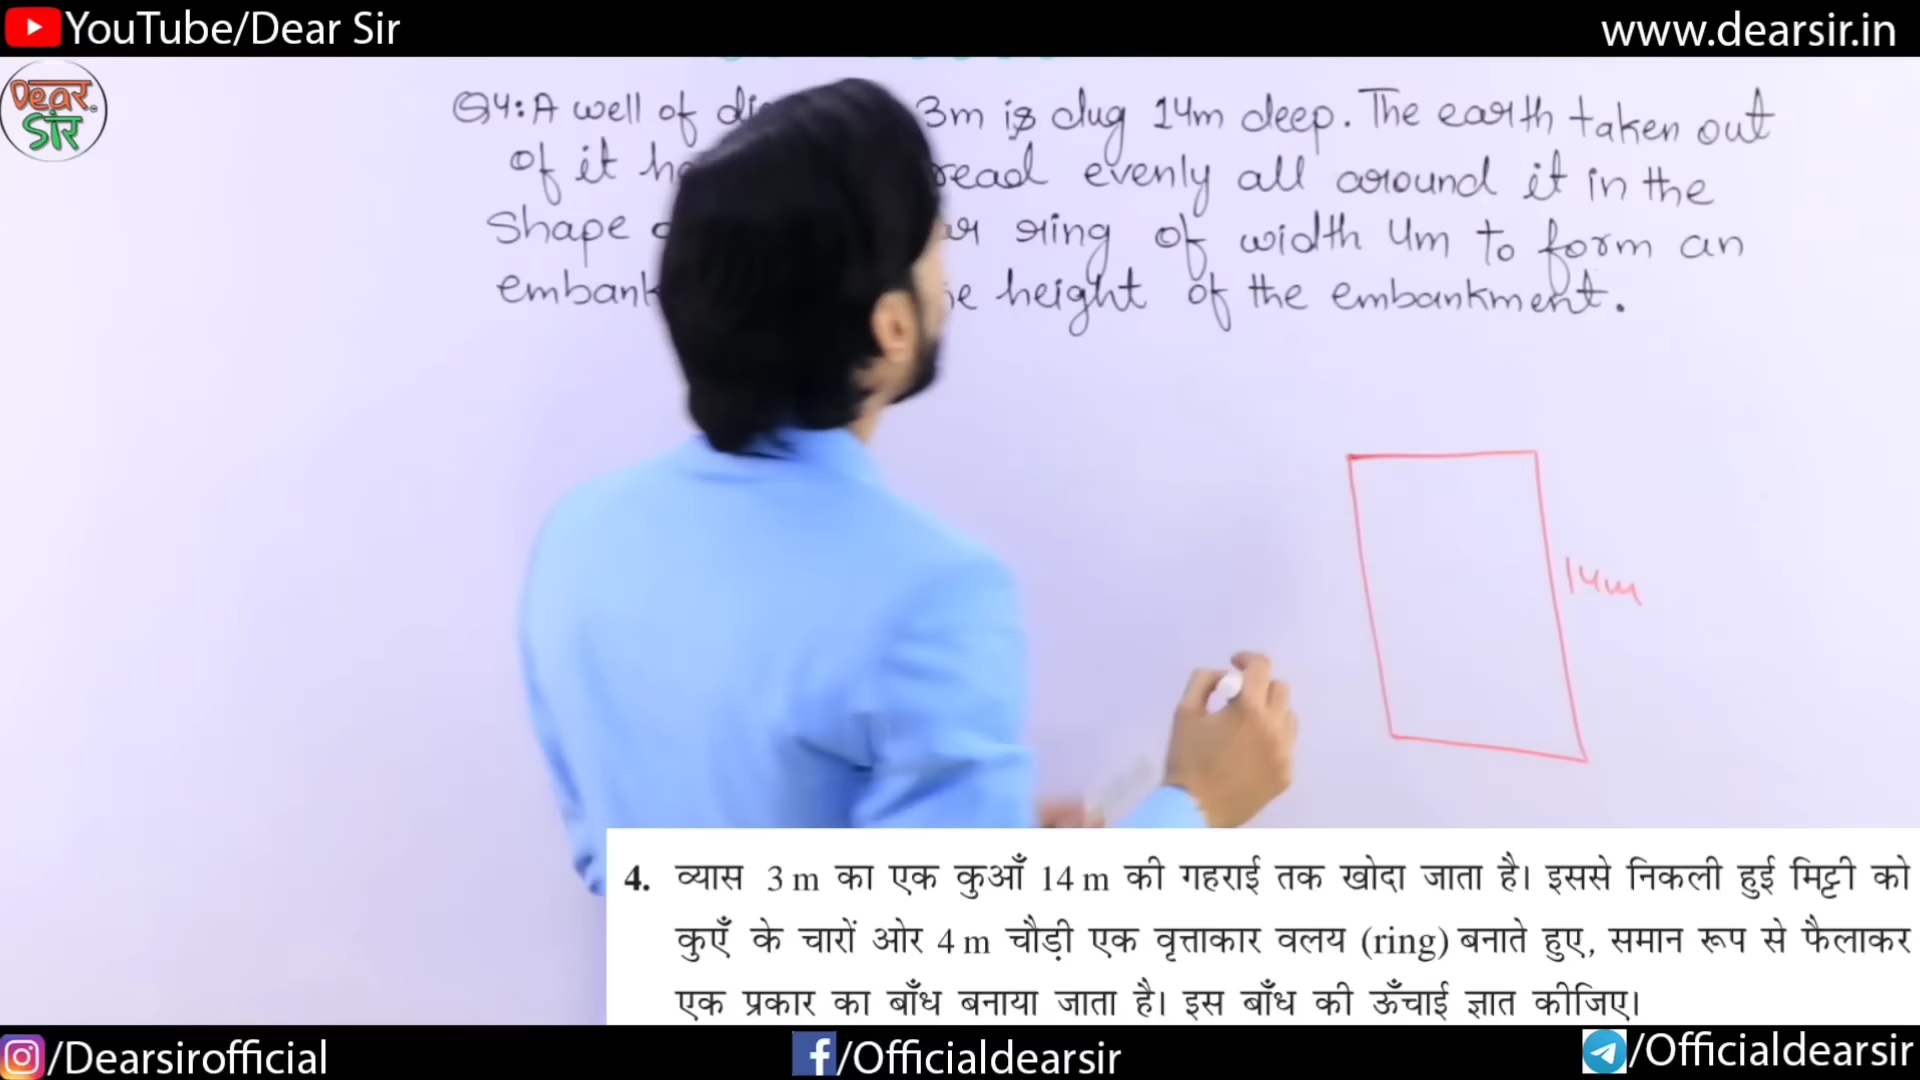 YouTube/Dear Sir
www.dearsir.in
Dear
Sir
Q4: A well of 3m is dug 14m deep. The earth taken out
of it evenly all around it in the
Shape ring of width 4m to form an
height of the embankment.
14m
4. व्यास 3 m का एक कुआँ 14 m की गहराई तक खोदा जाता है। इससे निकली हुई मिट्टी को
कुएँ के चारों ओर 4 m चौड़ी एक वृत्ताकार वलय (ring) बनाते हुए, समान रूप से फैलाकर
एक प्रकार का बाँध बनाया जाता है। इस बाँध की ऊँचाई ज्ञात कीजिए।
/Dearsirofficial
/Officialdearsir
/Officialdearsir